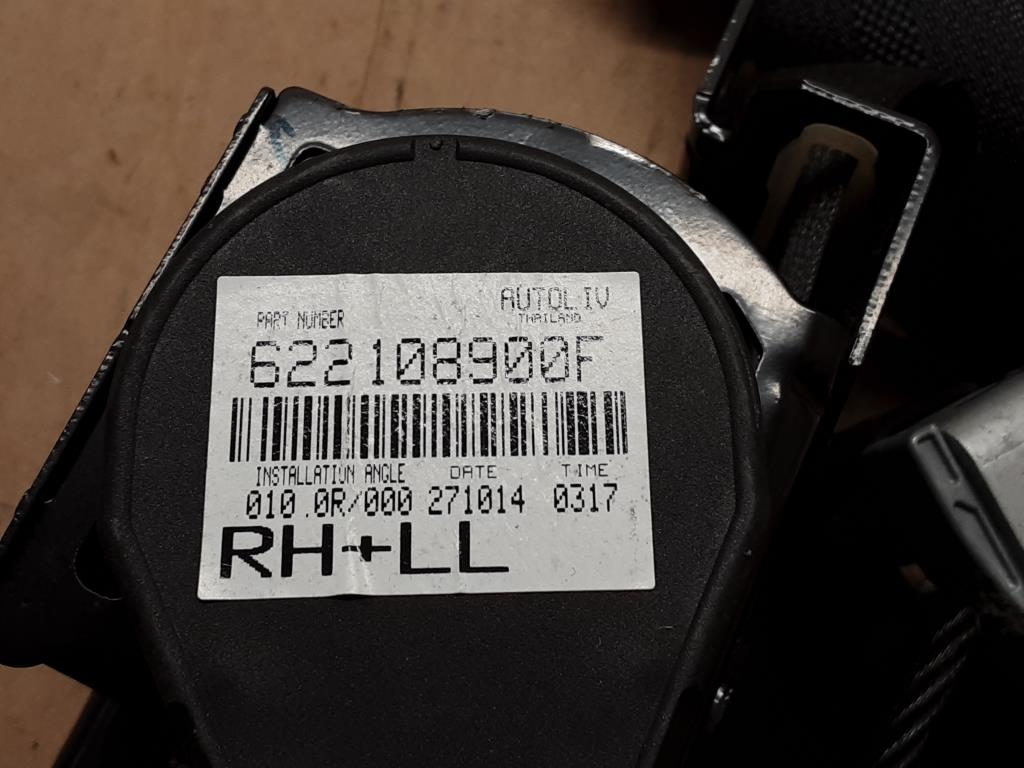 AUTOLIV
THAILAND
PART NUMBER
622108900F
INSTALLATION ANGLE DATE TIME
010.0R/000 271014 0317
RH+LL